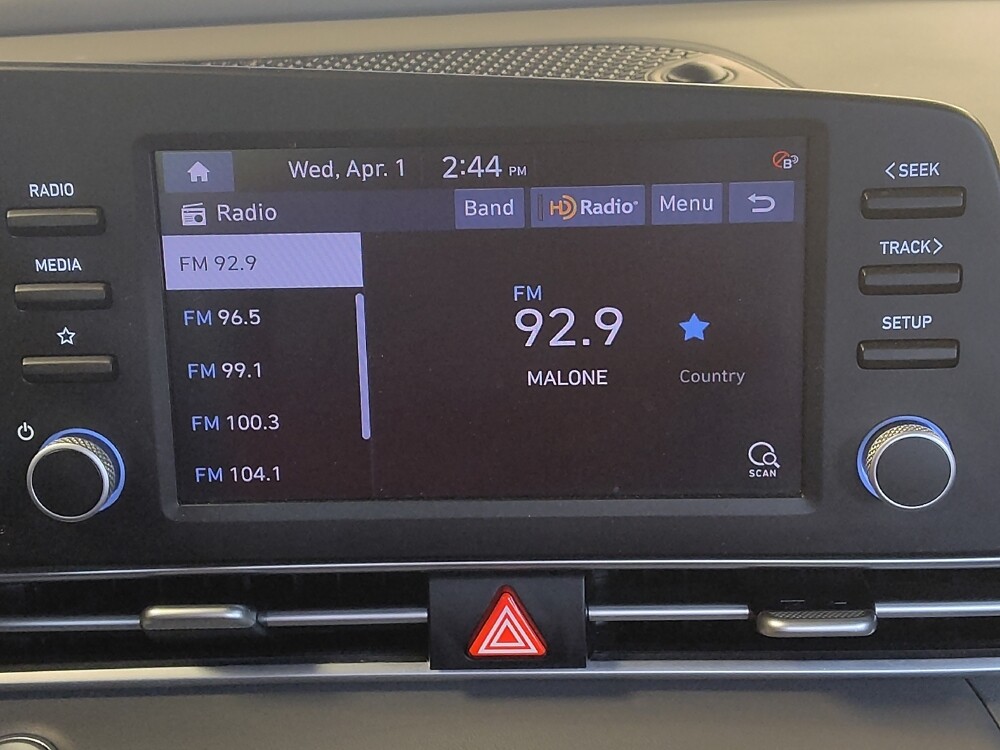 Wed, Apr. 1 2:44 PM
B
Radio
Band
HD Radio
Menu
FM 92.9
FM 96.5
FM 99.1
FM 100.3
FM 104.1
FM
92.9
MALONE
Country
SCAN
RADIO
MEDIA
<SEEK
TRACK>
SETUP